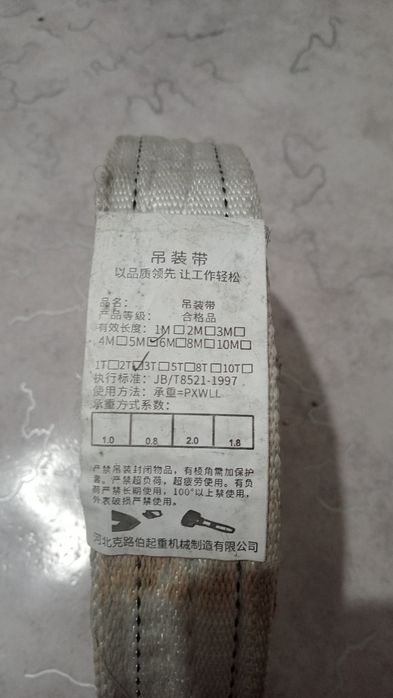 吊装带
以品质领先 让工作轻松
品名： 吊装带
产品等级： 合格品
有效长度：1M□2M□3M□
4M□5M☑6M□8M□10M□
1T□2T☑3T□5T□8T□10T□
执行标准：JB/T8521-1997
使用方法：承重=PXWLL
承重方式系数：
1.0 0.8 2.0 1.8
严禁吊装封闭物品，有棱角需加保护
套。严禁超负荷，超疲劳使用。有负
荷严禁长期使用，100°以上禁使用，
外表破损严禁使用。
河北克路伯起重机械制造有限公司